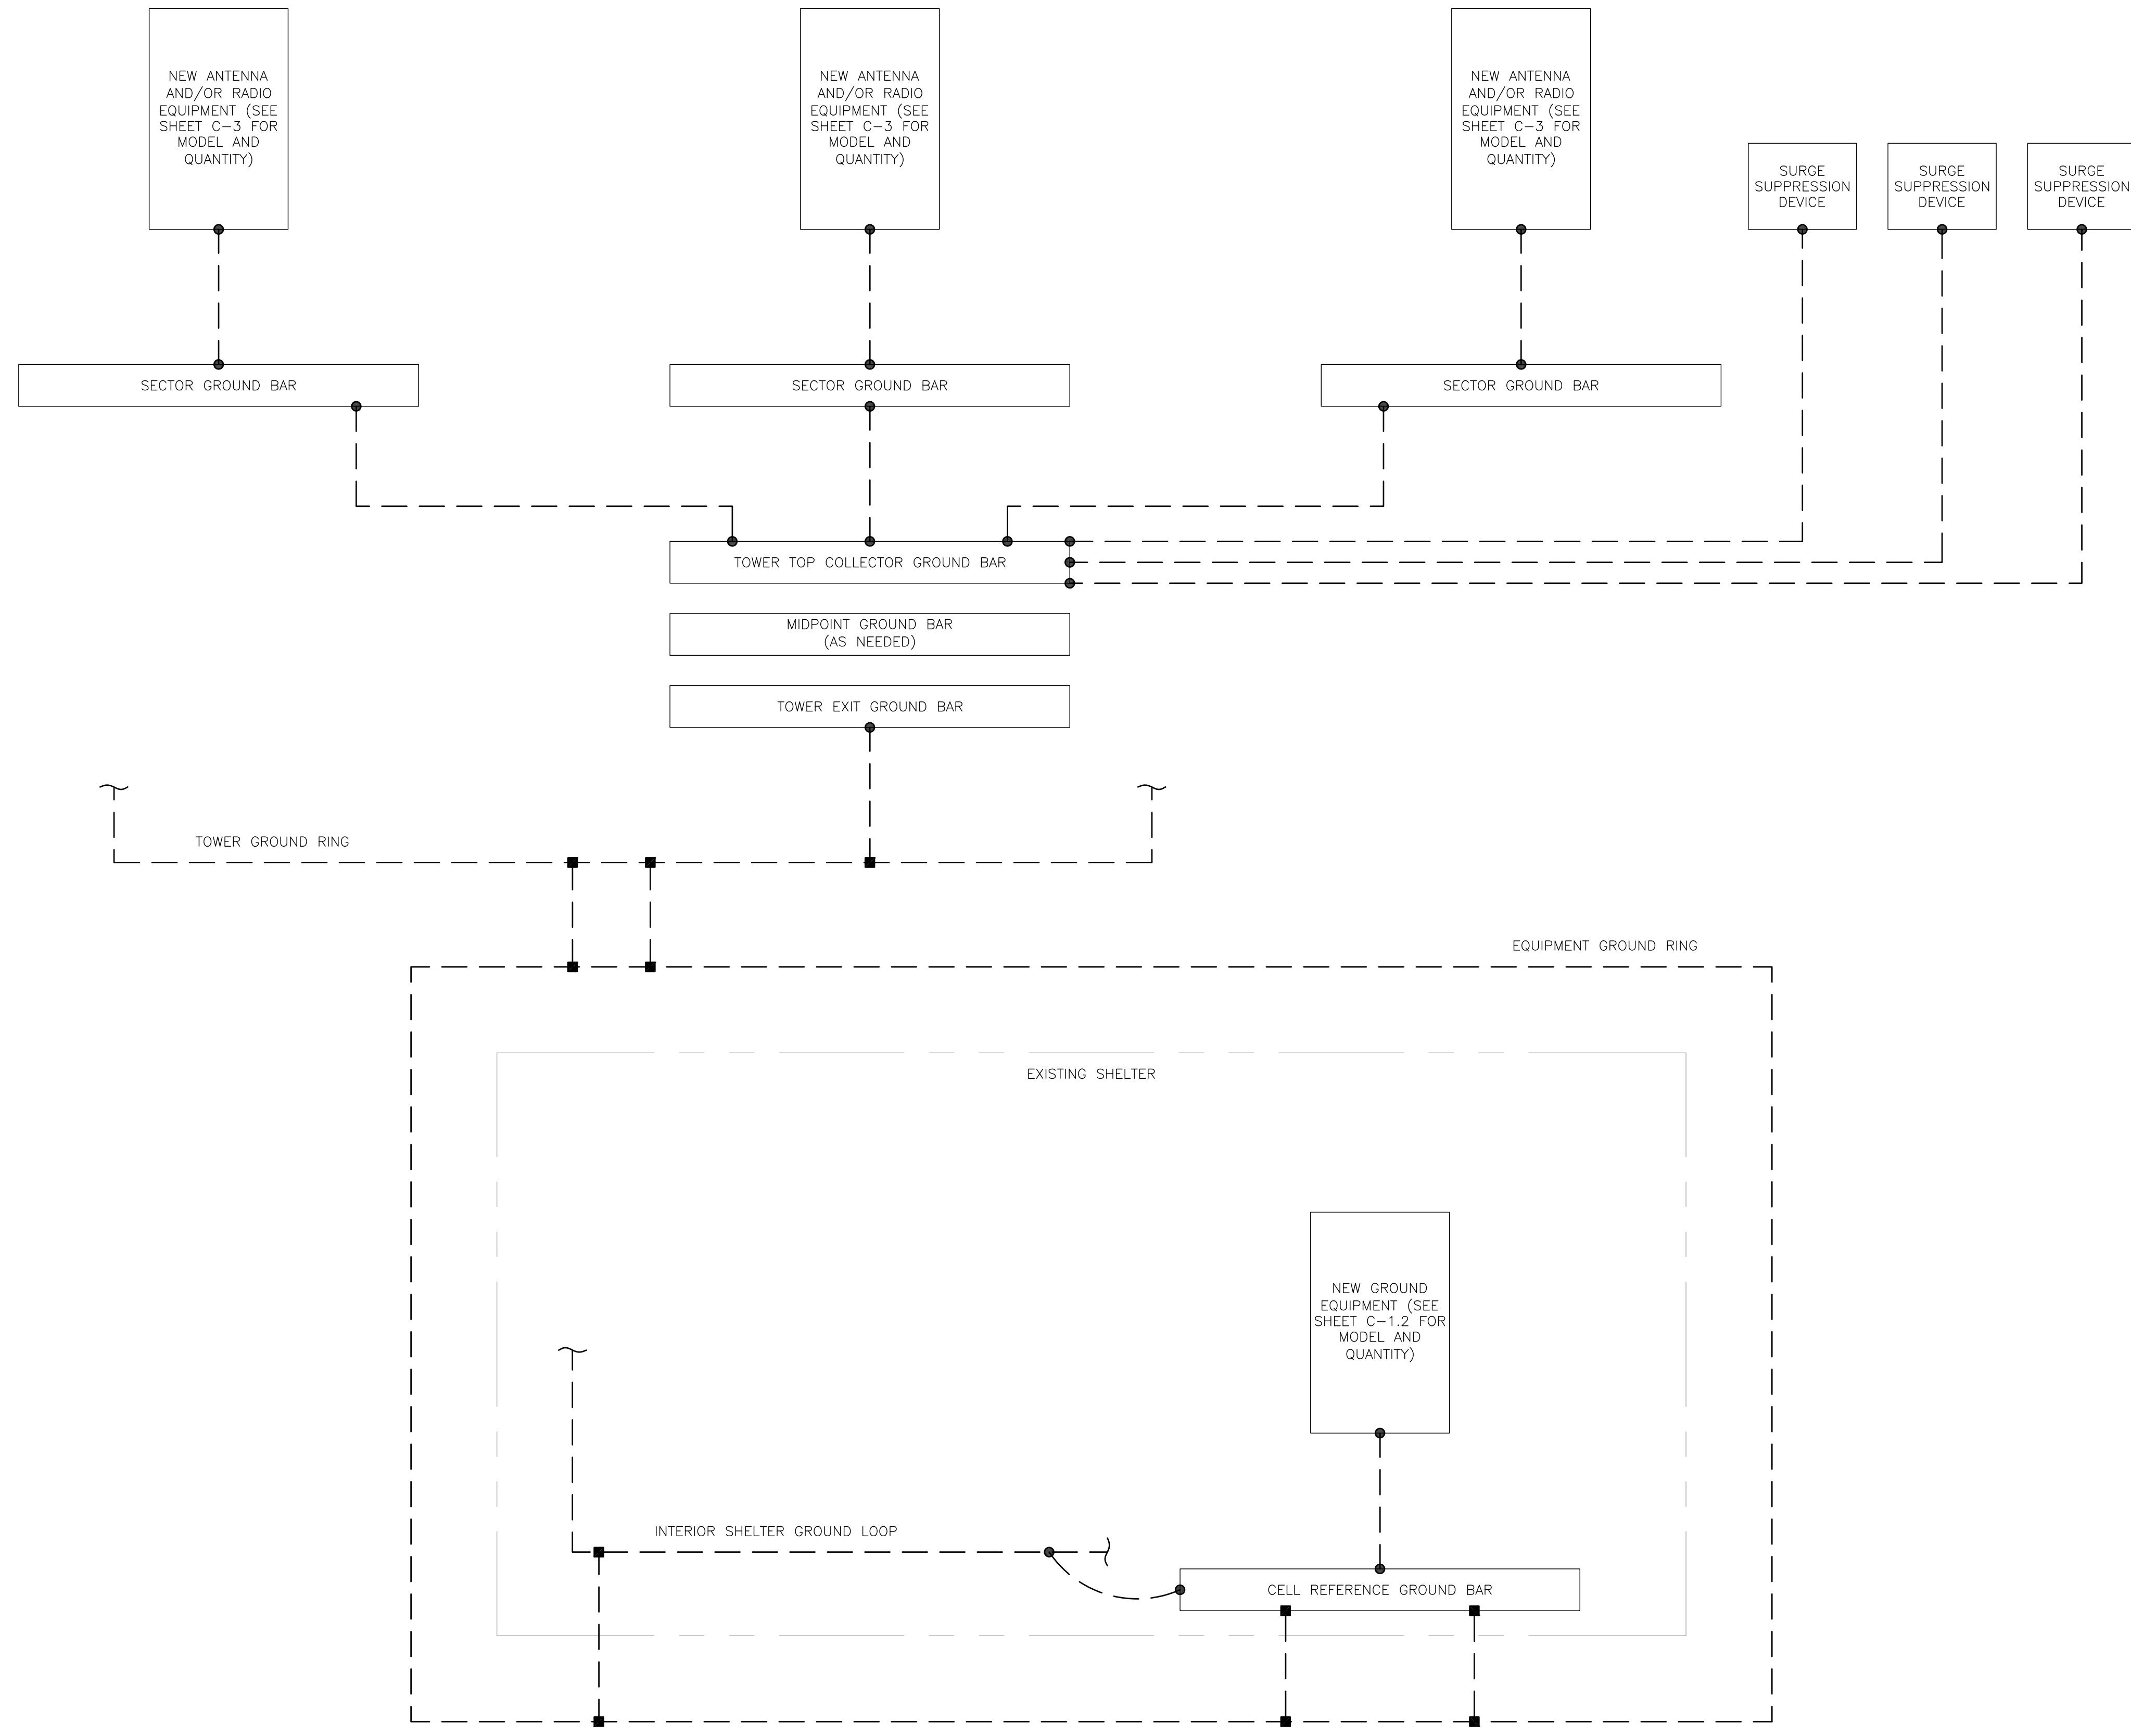 NEW ANTENNA
AND/OR RADIO
EQUIPMENT (SEE
SHEET C-3 FOR
MODEL AND
QUANTITY)
NEW ANTENNA
AND/OR RADIO
EQUIPMENT (SEE
SHEET C-3 FOR
MODEL AND
QUANTITY)
NEW ANTENNA
AND/OR RADIO
EQUIPMENT (SEE
SHEET C-3 FOR
MODEL AND
QUANTITY)
SURGE
SUPPRESSION
DEVICE
SURGE
SUPPRESSION
DEVICE
SURGE
SUPPRESSION
DEVICE
SECTOR GROUND BAR
SECTOR GROUND BAR
SECTOR GROUND BAR
TOWER TOP COLLECTOR GROUND BAR
MIDPOINT GROUND BAR
(AS NEEDED)
TOWER EXIT GROUND BAR
TOWER GROUND RING
EQUIPMENT GROUND RING
EXISTING SHELTER
NEW GROUND
EQUIPMENT (SEE
SHEET C-1.2 FOR
MODEL AND
QUANTITY)
INTERIOR SHELTER GROUND LOOP
CELL REFERENCE GROUND BAR